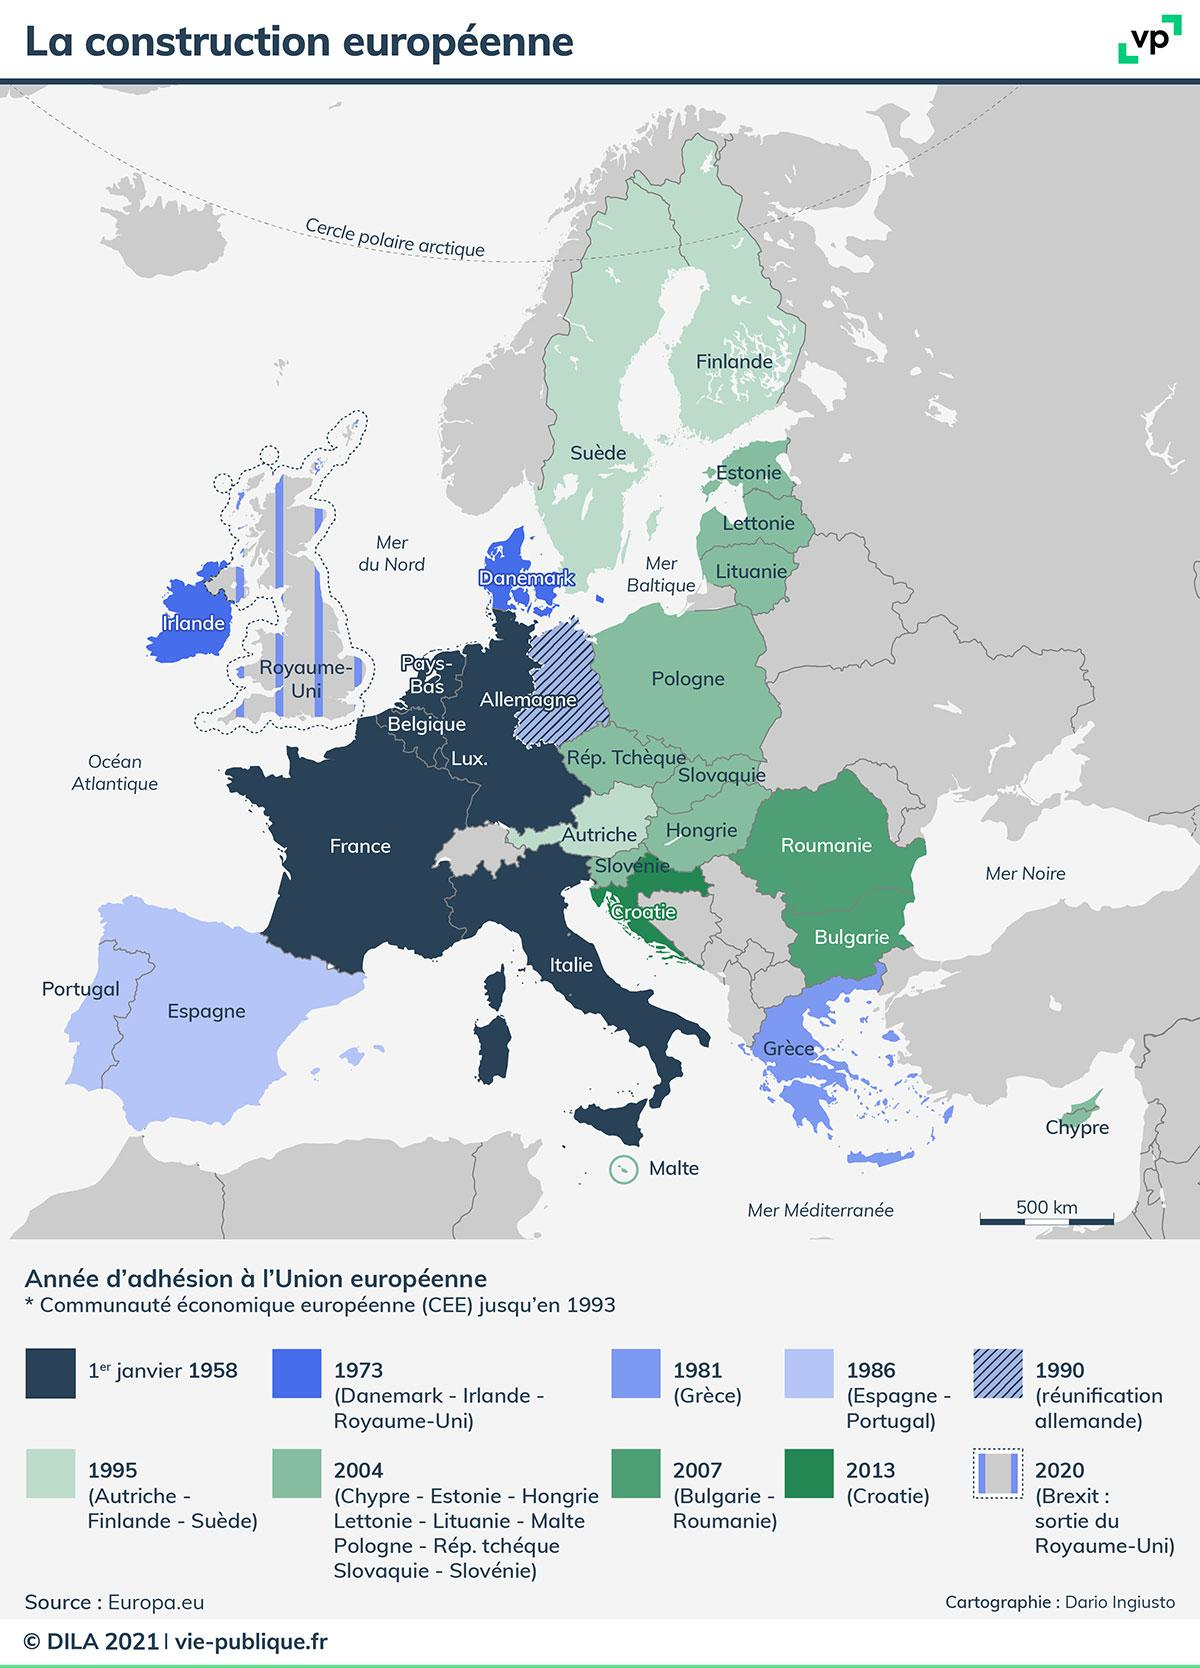 La construction européenne
vp
Cercle polaire arctique
Finlande
Suède
Estonie
Lettonie
Mer
du Nord
Mer
Baltique
Lituanie
Danemark
Irlande
Royaume-
Uni
Pays-
Bas
Allemagne
Pologne
Belgique
Lux.
Rép. Tchèque
Slovaquie
Océan
Atlantique
France
Autriche
Hongrie
Roumanie
Slovénie
Mer Noire
Croatie
Bulgarie
Italie
Portugal
Espagne
Grèce
Chypre
Malte
Mer Méditerranée
500 km
Année d’adhésion à l’Union européenne
* Communauté économique européenne (CEE) jusqu’en 1993
1er janvier 1958
1973
(Danemark - Irlande -
Royaume-Uni)
1981
(Grèce)
1986
(Espagne -
Portugal)
1990
(réunification
allemande)
1995
(Autriche -
Finlande - Suède)
2004
(Chypre - Estonie - Hongrie
Lettonie - Lituanie - Malte
Pologne - Rép. tchéque
Slovaquie - Slovénie)
2007
(Bulgarie -
Roumanie)
2013
(Croatie)
2020
(Brexit :
sortie du
Royaume-Uni)
Source : Europa.eu
Cartographie : Dario Ingiusto
© DILA 2021 | vie-publique.fr